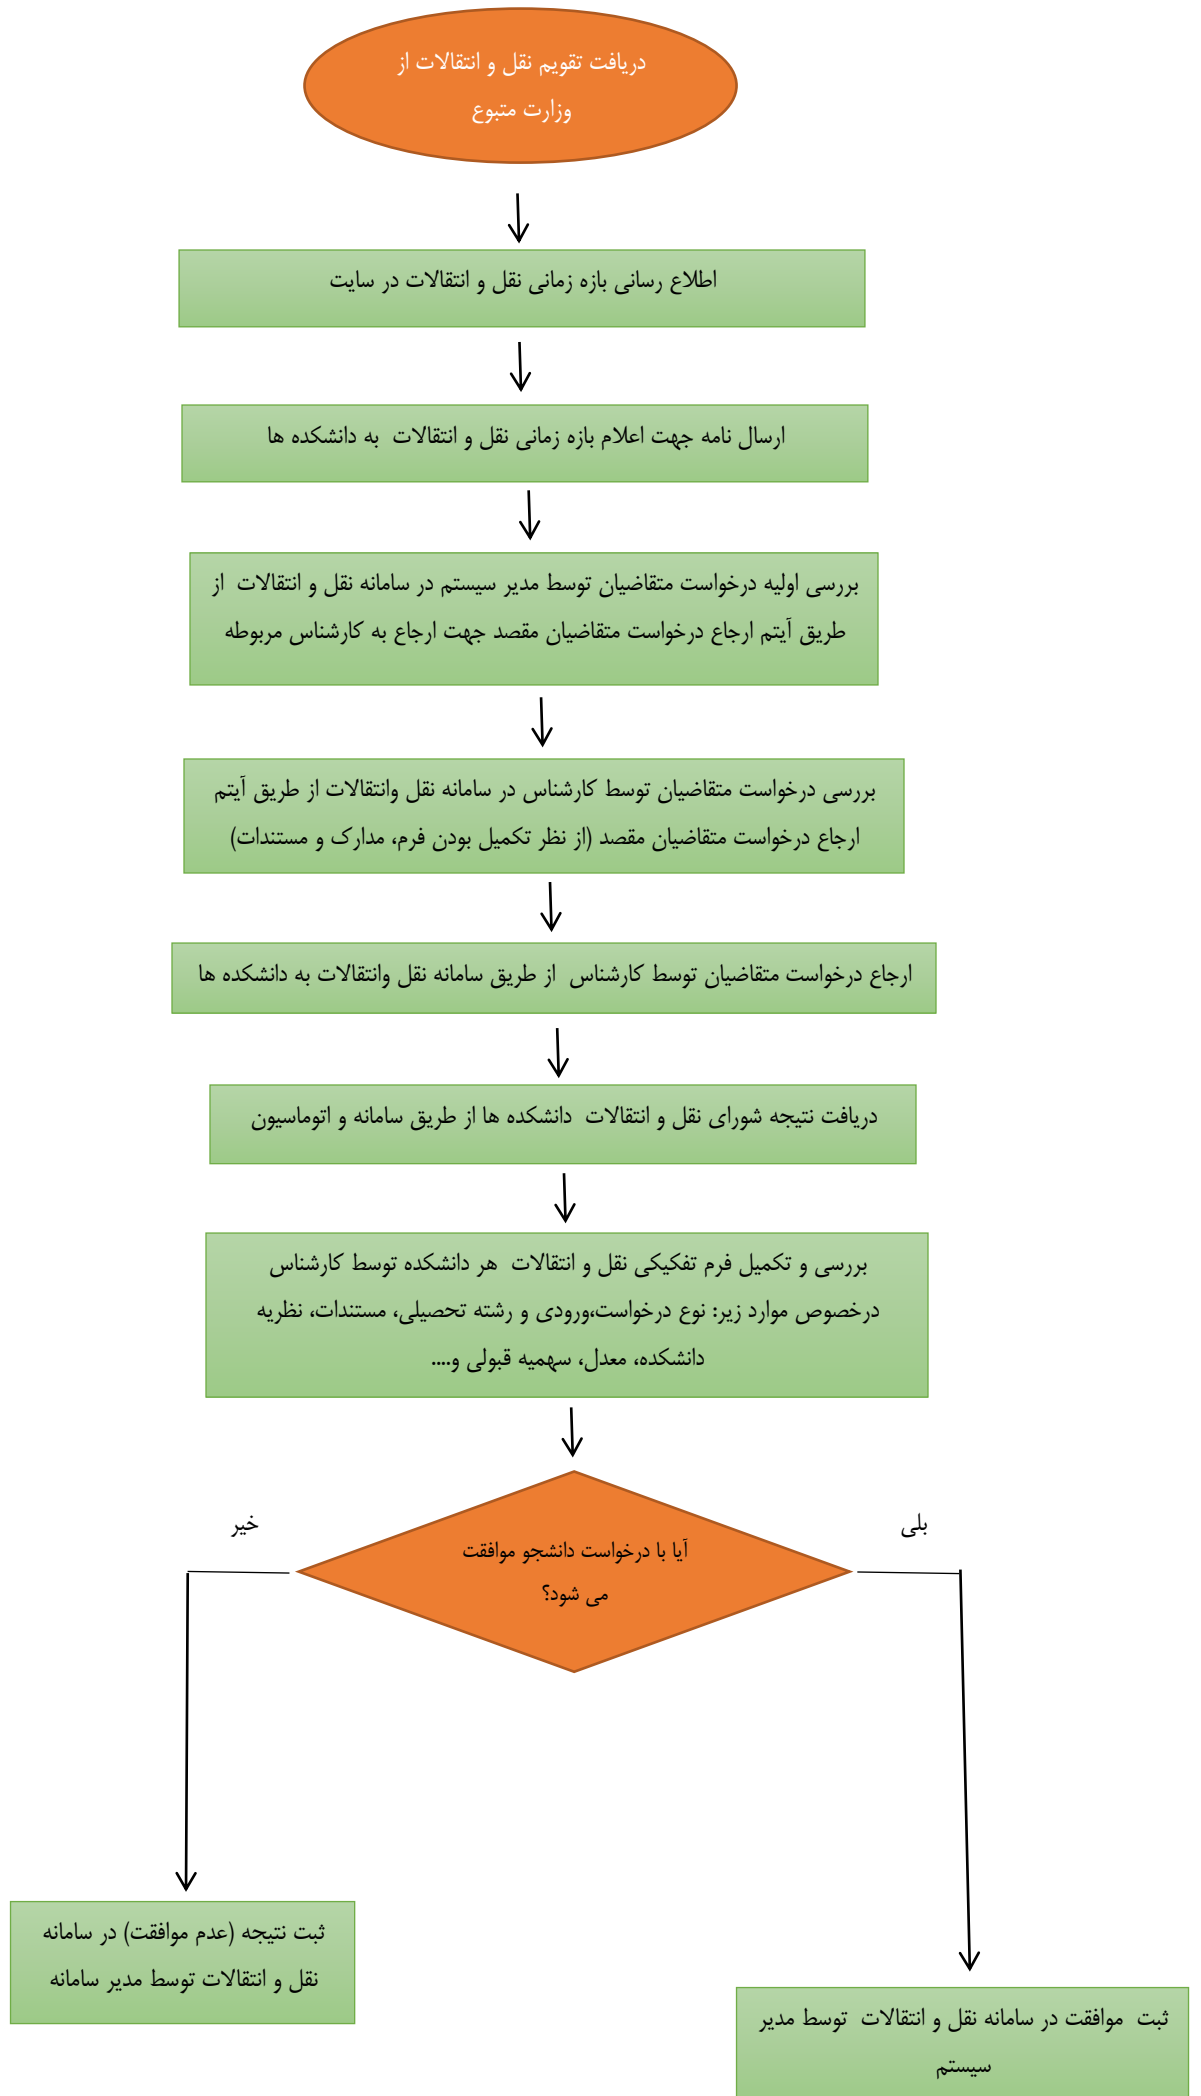 دریافت تقویم نقل و انتقالات از
وزارت متبوع
اطلاع رسانی بازه زمانی نقل و انتقالات در سایت
ارسال نامه جهت اعلام بازه زمانی نقل و انتقالات به دانشکده ها
بررسی اولیه درخواست متقاضیان توسط مدیر سیستم در سامانه نقل و انتقالات از
طریق آیتم ارجاع درخواست متقاضیان مقصد جهت ارجاع به کارشناس مربوطه
بررسی درخواست متقاضیان توسط کارشناس در سامانه نقل وانتقالات از طریق آیتم
ارجاع درخواست متقاضیان مقصد (از نظر تکمیل بودن فرم، مدارک و مستندات)
ارجاع درخواست متقاضیان توسط کارشناس از طریق سامانه نقل وانتقالات به دانشکده ها
دریافت نتیجه شورای نقل و انتقالات دانشکده ها از طریق سامانه و اتوماسیون
بررسی و تکمیل فرم تفکیکی نقل و انتقالات هر دانشکده توسط کارشناس
درخصوص موارد زیر: نوع درخواست،ورودی و رشته تحصیلی، مستندات، نظریه
دانشکده، معدل، سهمیه قبولی و....
بلی
خیر
آیا با درخواست دانشجو موافقت
می شود؟
ثبت نتیجه (عدم موافقت) در سامانه
نقل و انتقالات توسط مدیر سامانه
ثبت موافقت در سامانه نقل و انتقالات توسط مدیر
سیستم